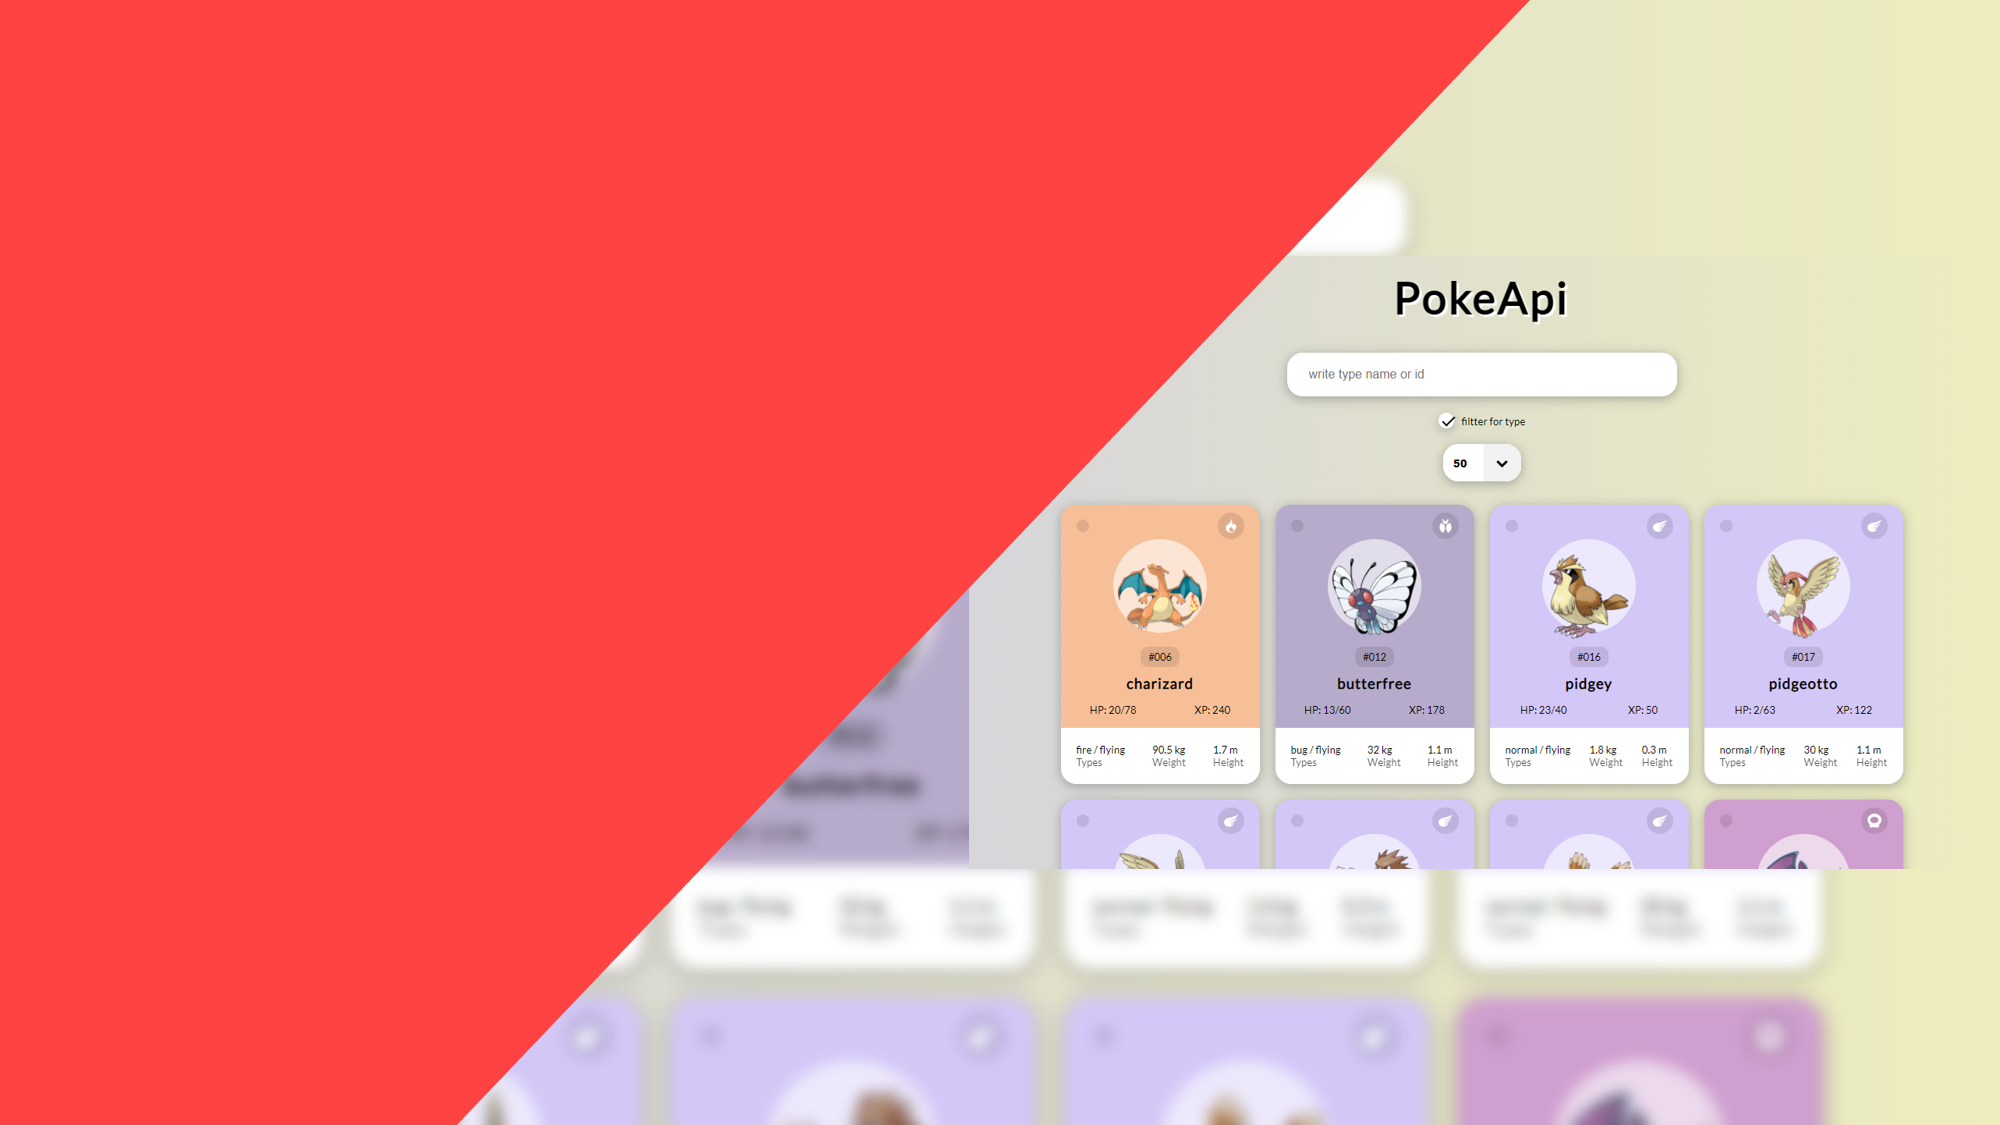 PokeApi
write type name or id
filtter for type
50
#006
charizard
HP: 20/78 XP: 240
fire / flying 90.5 kg 1.7 m
Types Weight Height
#012
butterfree
HP: 13/60 XP: 178
bug / flying 32 kg 1.1 m
Types Weight Height
#016
pidgey
HP: 23/40 XP: 50
normal / flying 1.8 kg 0.3 m
Types Weight Height
#017
pidgeotto
HP: 2/63 XP: 122
normal / flying 30 kg 1.1 m
Types Weight Height
butterfree